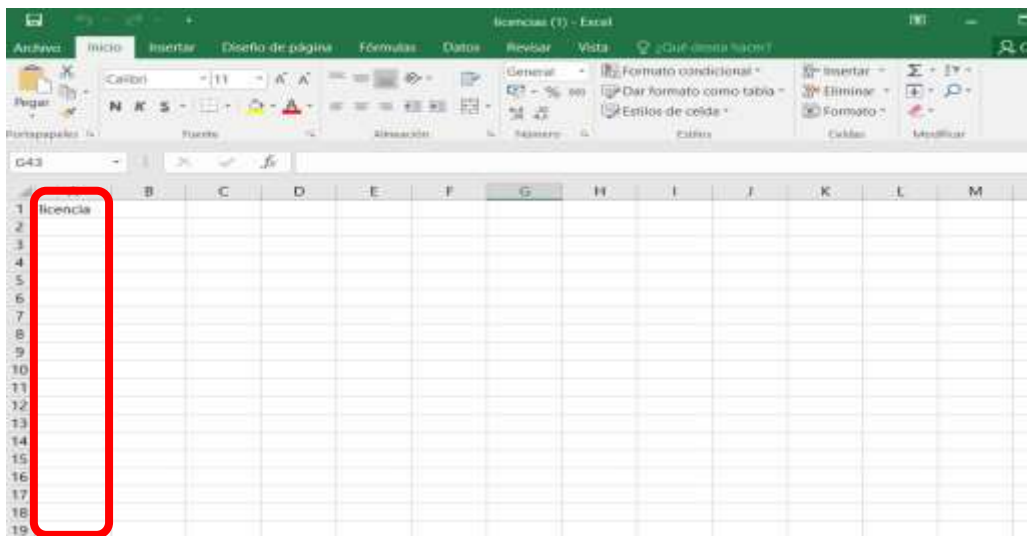 licencias (1) - Excel
Archivo Inicio Insertar Diseño de página Fórmulas Datos Revisar Vista ¿Qué desea hacer?
Calibri 11 General Formato condicional Insertar
Pegar N K S % 000 Dar formato como tabla Eliminar
Estilos de celda Formato
Portapapeles Fuente Alineación Número Estilos Celdas Modificar
G43 fx
B C D E F G H I J K L M
1 licencia
2
3
4
5
6
7
8
9
10
11
12
13
14
15
16
17
18
19